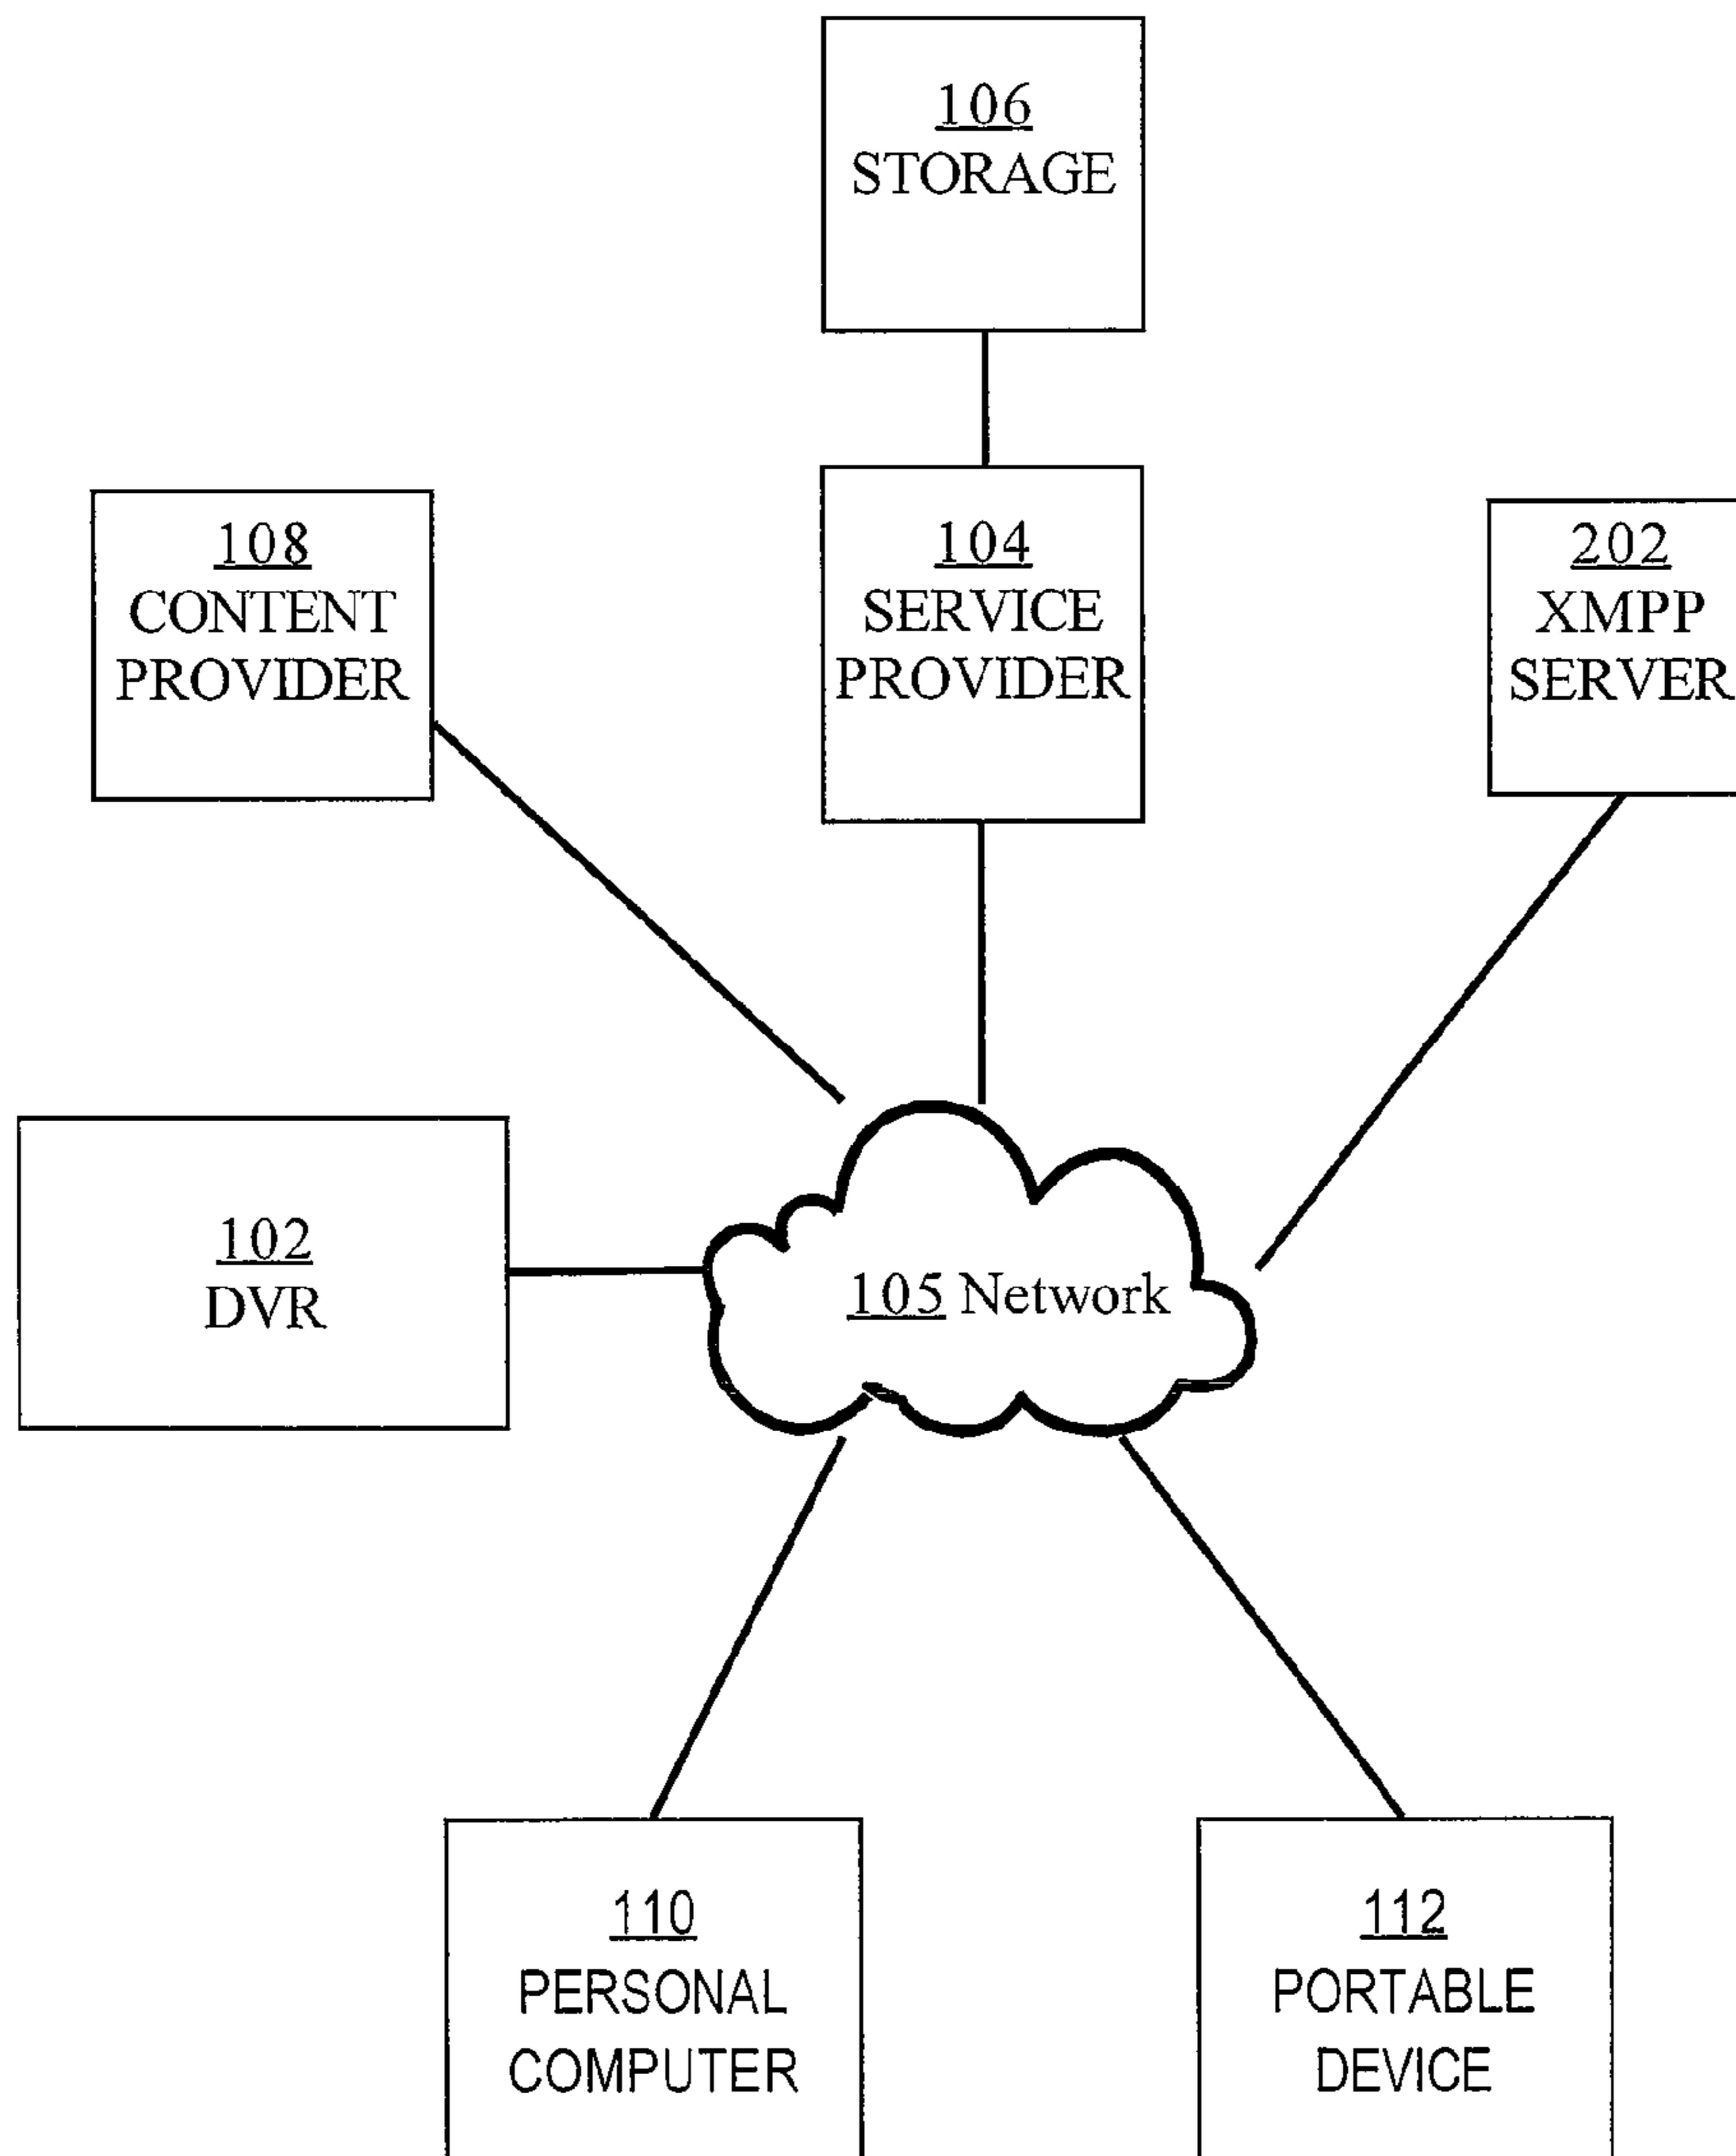 106
STORAGE
108
CONTENT
PROVIDER
104
SERVICE
PROVIDER
202
XMPP
SERVER
102
DVR
105 Network
110
PERSONAL
COMPUTER
112
PORTABLE
DEVICE